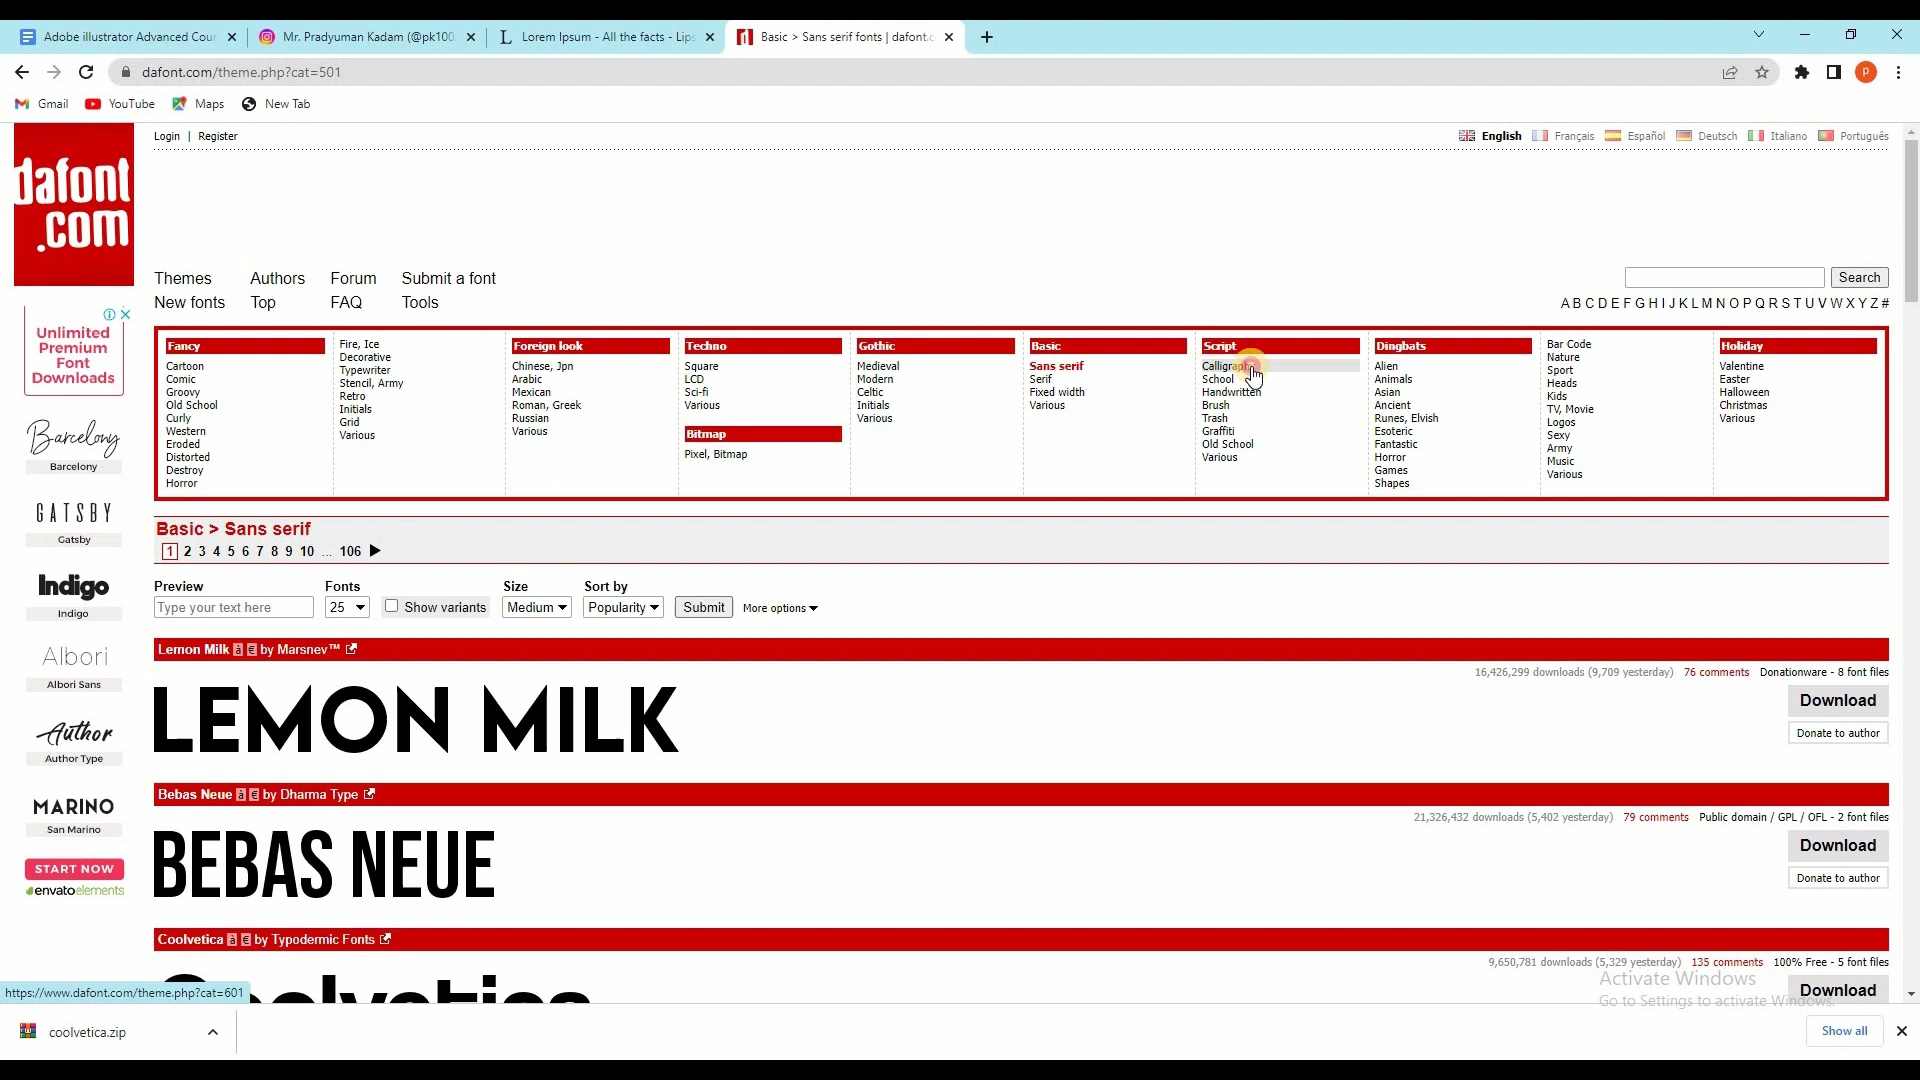 Adobe illustrator Advanced Cour
Mr. Pradyuman Kadam (@pk100
Lorem Ipsum - All the facts - Lips
Basic > Sans serif fonts | dafont.c
dafont.com/theme.php?cat=501
P
Gmail YouTube Maps New Tab
dafont
.com
Login | Register
English Français Español Deutsch Italiano Português
Themes Authors Forum Submit a font
New fonts Top FAQ Tools
Search
A B C D E F G H I J K L M N O P Q R S T U V W X Y Z #
Unlimited
Premium
Font
Downloads
Barcelony
Barcelony
GATSBY
Gatsby
Indigo
Indigo
Albori
Albori Sans
Author
Author Type
MARINO
San Marino
START NOW
envatoelements
Fancy
Cartoon
Comic
Groovy
Old School
Curly
Western
Eroded
Distorted
Destroy
Horror
Fire, Ice
Decorative
Typewriter
Stencil, Army
Retro
Initials
Grid
Various
Foreign look
Chinese, Jpn
Arabic
Mexican
Roman, Greek
Russian
Various
Techno
Square
LCD
Sci-fi
Various
Bitmap
Pixel, Bitmap
Gothic
Medieval
Modern
Celtic
Initials
Various
Basic
Sans serif
Serif
Fixed width
Various
Script
Calligraphy
School
Handwritten
Brush
Trash
Graffiti
Old School
Various
Dingbats
Alien
Animals
Asian
Ancient
Runes, Elvish
Esoteric
Fantastic
Horror
Games
Shapes
Bar Code
Nature
Sport
Heads
Kids
TV, Movie
Logos
Sexy
Army
Music
Various
Holiday
Valentine
Easter
Halloween
Christmas
Various
Basic > Sans serif
1 2 3 4 5 6 7 8 9 10 ... 106
Preview Fonts Size Sort by
Type your text here 25 Show variants Medium Popularity Submit More options
Lemon Milk à € by Marsnev™
16,426,299 downloads (9,709 yesterday) 76 comments Donationware - 8 font files
LEMON MILK
Download
Donate to author
Bebas Neue à € by Dharma Type
21,326,432 downloads (5,402 yesterday) 79 comments Public domain / GPL / OFL - 2 font files
BEBAS NEUE
Download
Donate to author
Coolvetica à € by Typodermic Fonts
9,650,781 downloads (5,329 yesterday) 135 comments 100% Free - 5 font files
Coolvetica
Download
Activate Windows
Go to Settings to activate Windows.
https://www.dafont.com/theme.php?cat=601
coolvetica.zip
Show all